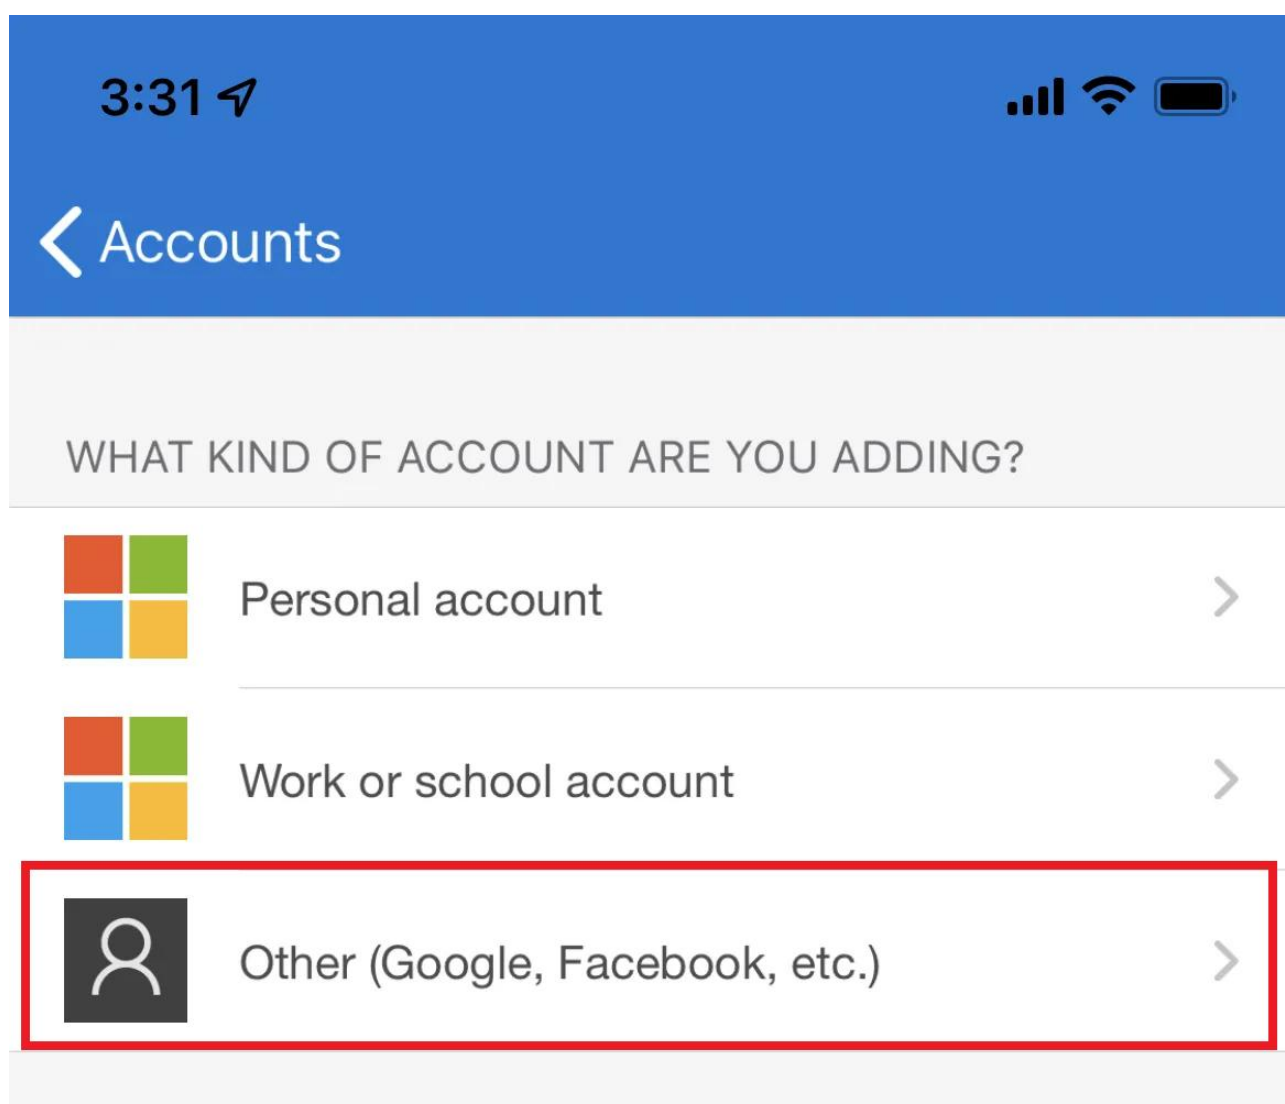 3:31
Accounts
WHAT KIND OF ACCOUNT ARE YOU ADDING?
Personal account
Work or school account
Other (Google, Facebook, etc.)